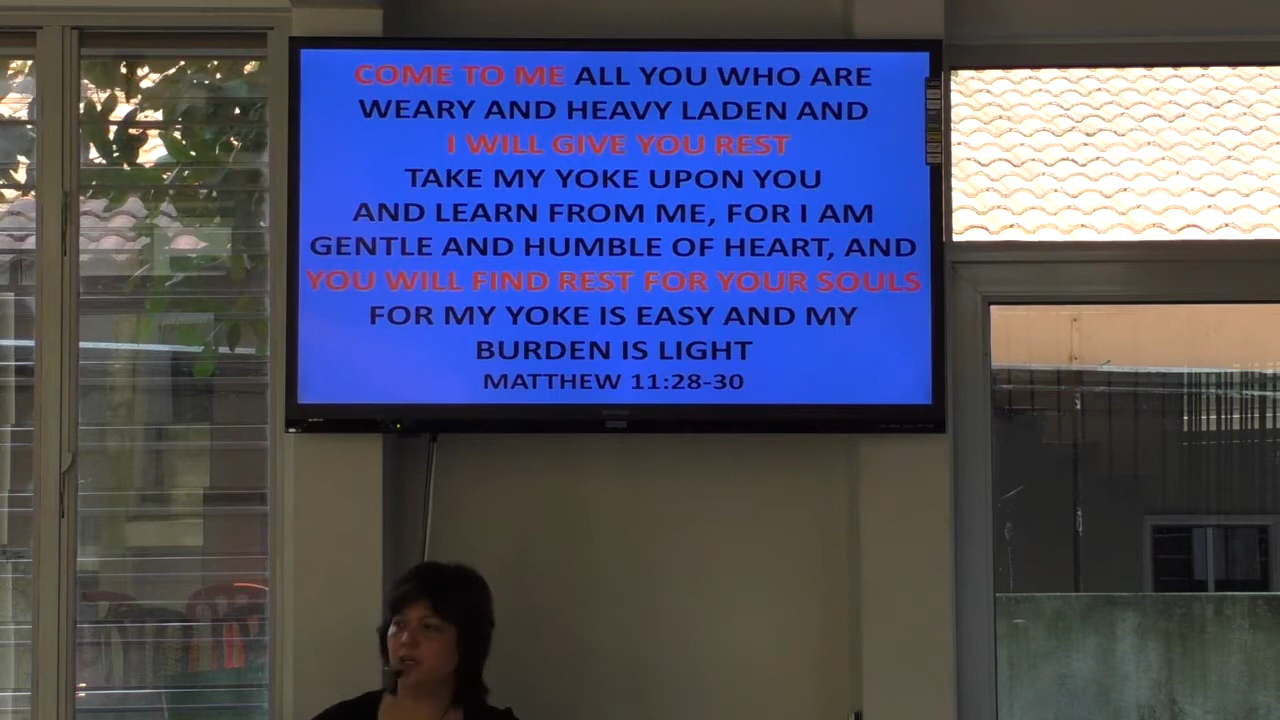 COME TO ME ALL YOU WHO ARE
WEARY AND HEAVY LADEN AND
I WILL GIVE YOU REST
TAKE MY YOKE UPON YOU
AND LEARN FROM ME, FOR I AM
GENTLE AND HUMBLE OF HEART, AND
YOU WILL FIND REST FOR YOUR SOULS
FOR MY YOKE IS EASY AND MY
BURDEN IS LIGHT
MATTHEW 11:28-30